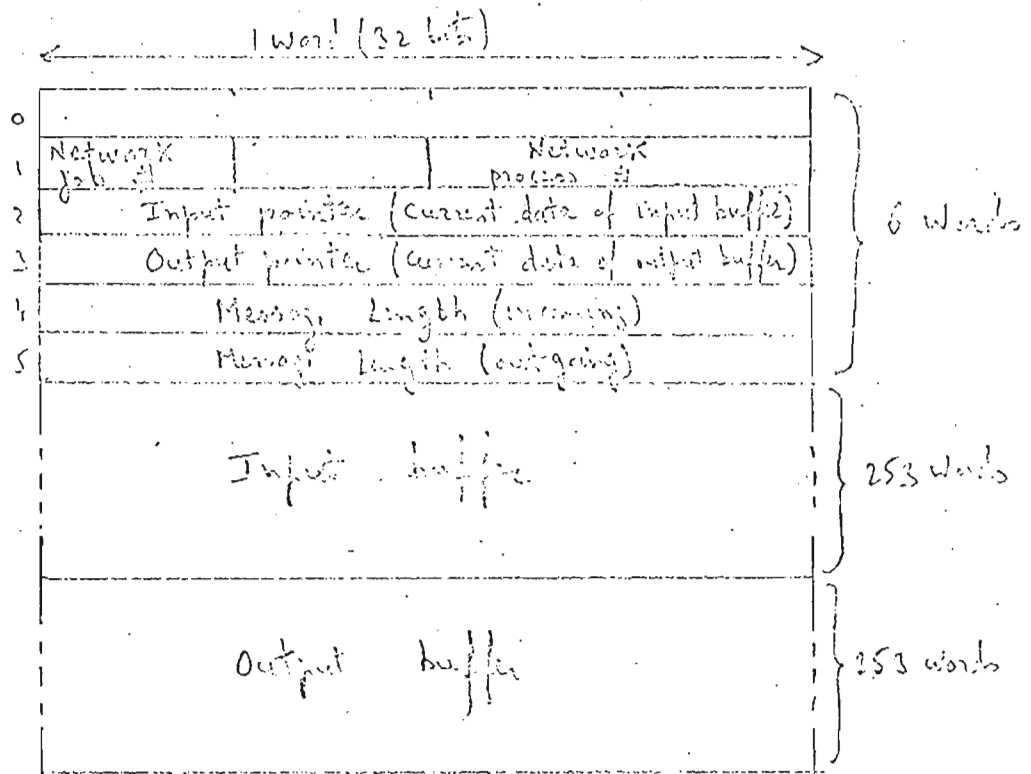 1 word (32 bits)
0
1 Network job # Network process #
2 Input pointer (current data of input buffer)
3 Output pointer (current data of output buffer)
4 Message Length (incoming)
5 Message Length (out-going)
6 words
Input buffer
253 words
Output buffer
253 words